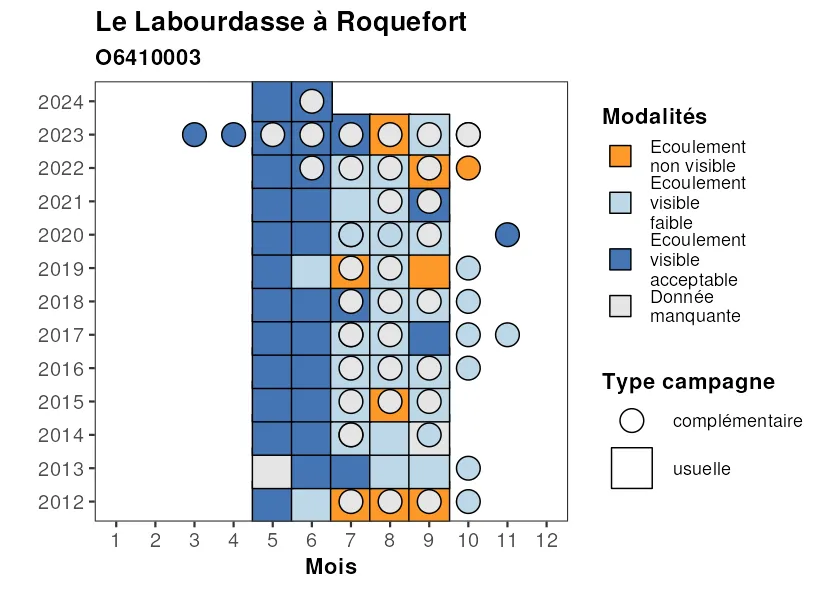 Le Labourdasse à Roquefort
O6410003
2024
2023
2022
2021
2020
2019
2018
2017
2016
2015
2014
2013
2012
1 2 3 4 5 6 7 8 9 10 11 12
Mois
Modalités
Ecoulement
non visible
Ecoulement
visible
faible
Ecoulement
visible
acceptable
Donnée
manquante
Type campagne
complémentaire
usuelle